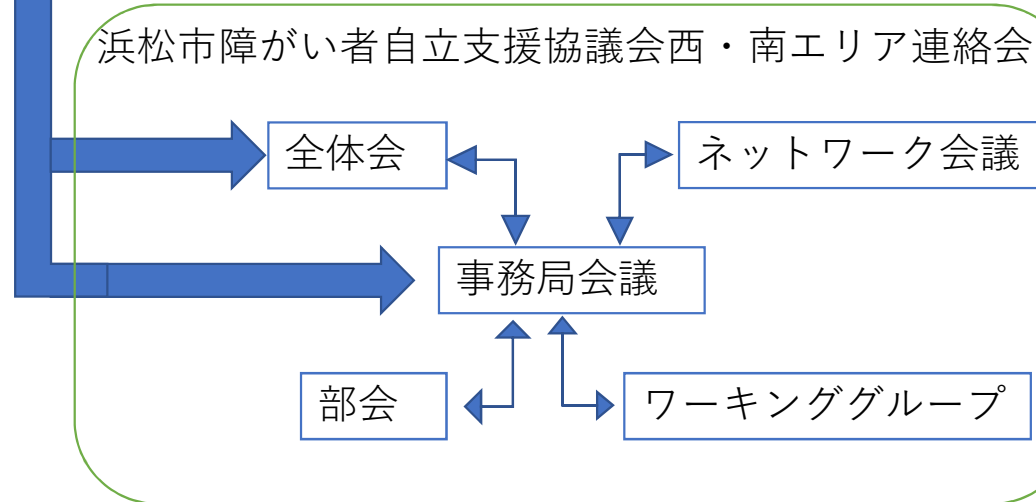 浜松市障がい者自立支援協議会西・南エリア連絡会
全体会
ネットワーク会議
事務局会議
部会
ワーキンググループ